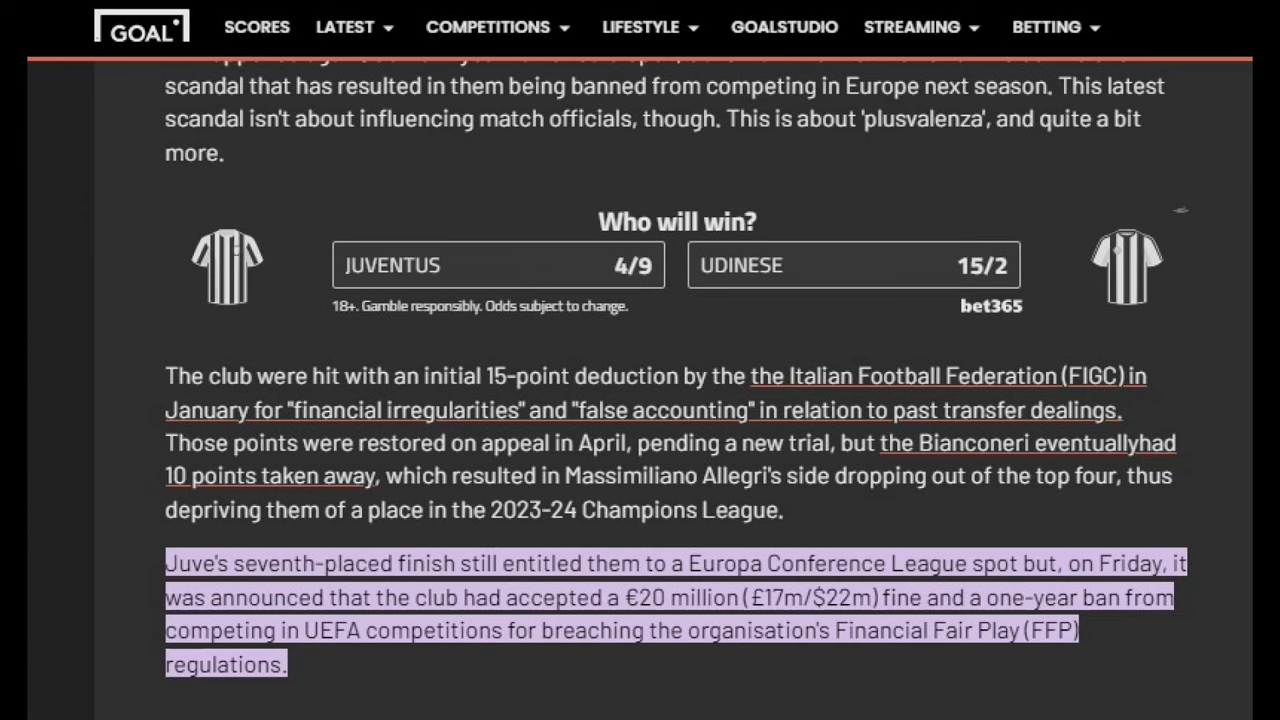 GOAL
SCORES LATEST COMPETITIONS LIFESTYLE GOALSTUDIO STREAMING BETTING
scandal that has resulted in them being banned from competing in Europe next season. This latest
scandal isn't about influencing match officials, though. This is about 'plusvalenza', and quite a bit
more.
Who will win?
JUVENTUS 4/9 UDINESE 15/2
18+. Gamble responsibly. Odds subject to change. bet365
The club were hit with an initial 15-point deduction by the the Italian Football Federation (FIGC) in
January for "financial irregularities" and "false accounting" in relation to past transfer dealings.
Those points were restored on appeal in April, pending a new trial, but the Bianconeri eventuallyhad
10 points taken away, which resulted in Massimiliano Allegri's side dropping out of the top four, thus
depriving them of a place in the 2023-24 Champions League.
Juve's seventh-placed finish still entitled them to a Europa Conference League spot but, on Friday, it
was announced that the club had accepted a €20 million (£17m/$22m) fine and a one-year ban from
competing in UEFA competitions for breaching the organisation's Financial Fair Play (FFP)
regulations.